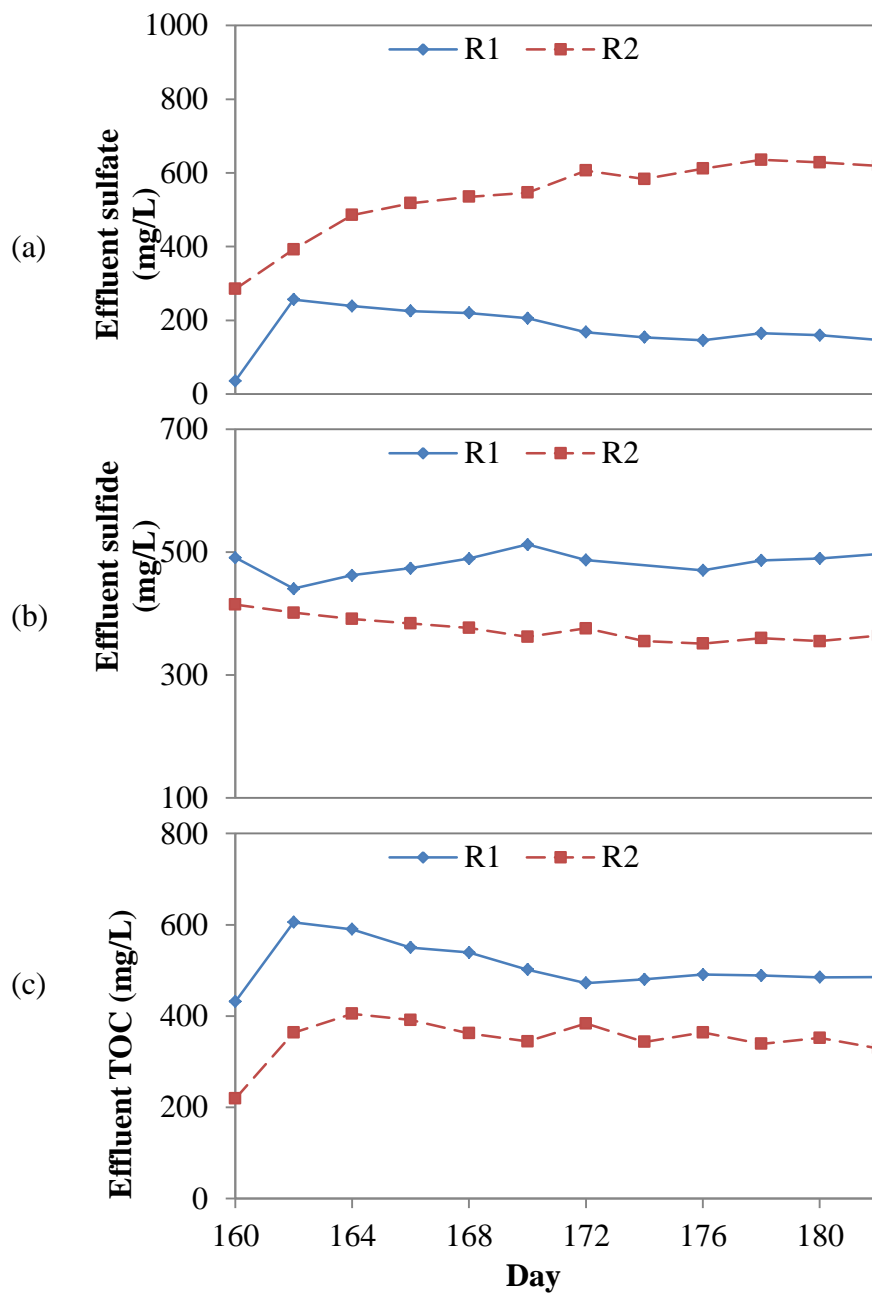 1000
R1 R2
800
600
400
200
0
Effluent sulfate
(mg/L)
(a)
700
R1 R2
500
300
100
Effluent sulfide
(mg/L)
(b)
800
R1 R2
600
400
200
0
Effluent TOC (mg/L)
(c)
160 164 168 172 176 180
Day